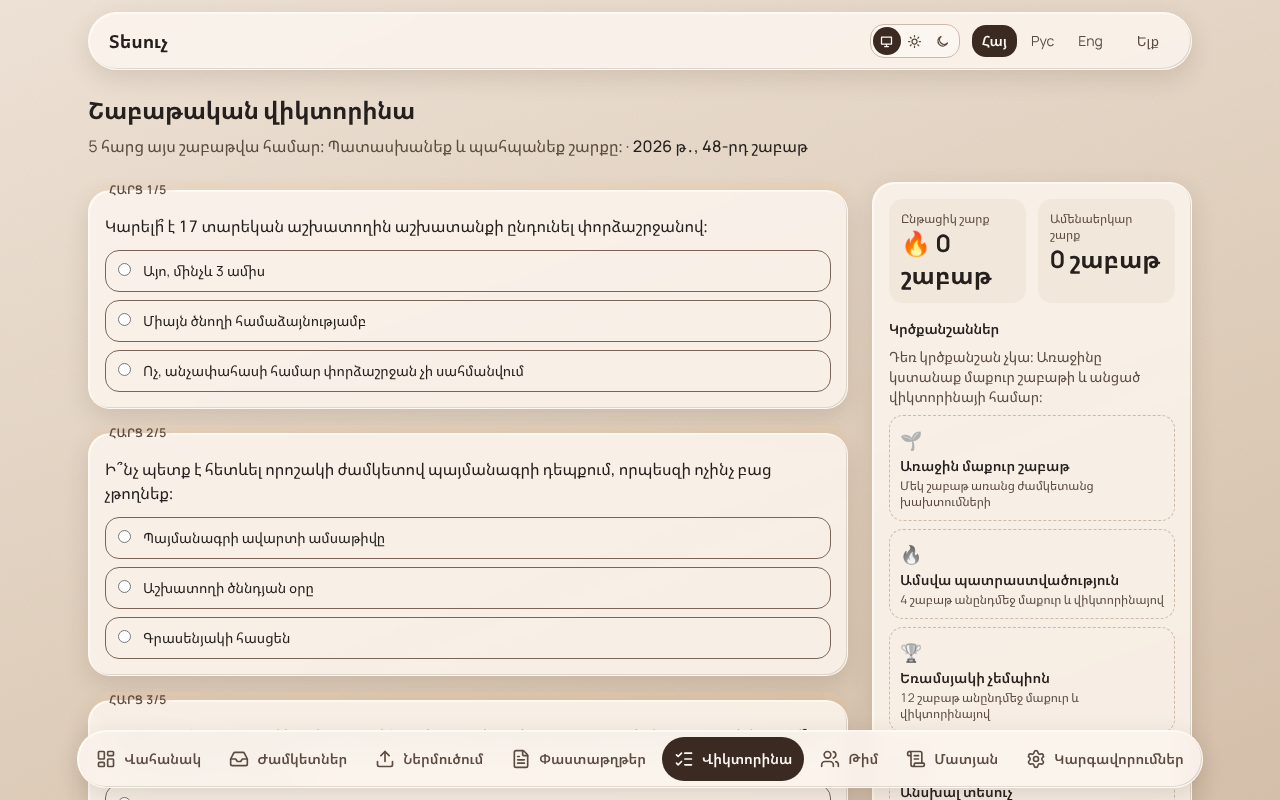 Տեսուչ
Հայ Рус Eng Ելք
Շաբաթական վիկտորինա
5 հարց այս շաբաթվա համար։ Պատասխանեք և պահպանեք շարքը։ · 2026 թ., 48-րդ շաբաթ
ՀԱՐՑ 1/5
Կարելի՞ է 17 տարեկան աշխատողին աշխատանքի ընդունել փորձաշրջանով։
Այո, մինչև 3 ամիս
Միայն ծնողի համաձայնությամբ
Ոչ, անչափահասի համար փորձաշրջան չի սահմանվում
ՀԱՐՑ 2/5
Ի՞նչ պետք է հետևել որոշակի ժամկետով պայմանագրի դեպքում, որպեսզի ոչինչ բաց
չթողնեք։
Պայմանագրի ավարտի ամսաթիվը
Աշխատողի ծննդյան օրը
Գրասենյակի հասցեն
ՀԱՐՑ 3/5
Ընթացիկ շարք
🔥 0
շաբաթ
Ամենաերկար
շարք
0 շաբաթ
Կրծքանշաններ
Դեռ կրծքանշան չկա։ Առաջինը
կստանաք մաքուր շաբաթի և անցած
վիկտորինայի համար։
Առաջին մաքուր շաբաթ
Մեկ շաբաթ առանց ժամկետանց
խախտումների
Ամսվա պատրաստվածություն
4 շաբաթ անընդմեջ մաքուր և վիկտորինայով
Եռամսյակի չեմպիոն
12 շաբաթ անընդմեջ մաքուր և
վիկտորինայով
Անսխալ տեսուչ
Վահանակ Ժամկետներ Ներմուծում Փաստաթղթեր Վիկտորինա Թիմ Մատյան Կարգավորումներ